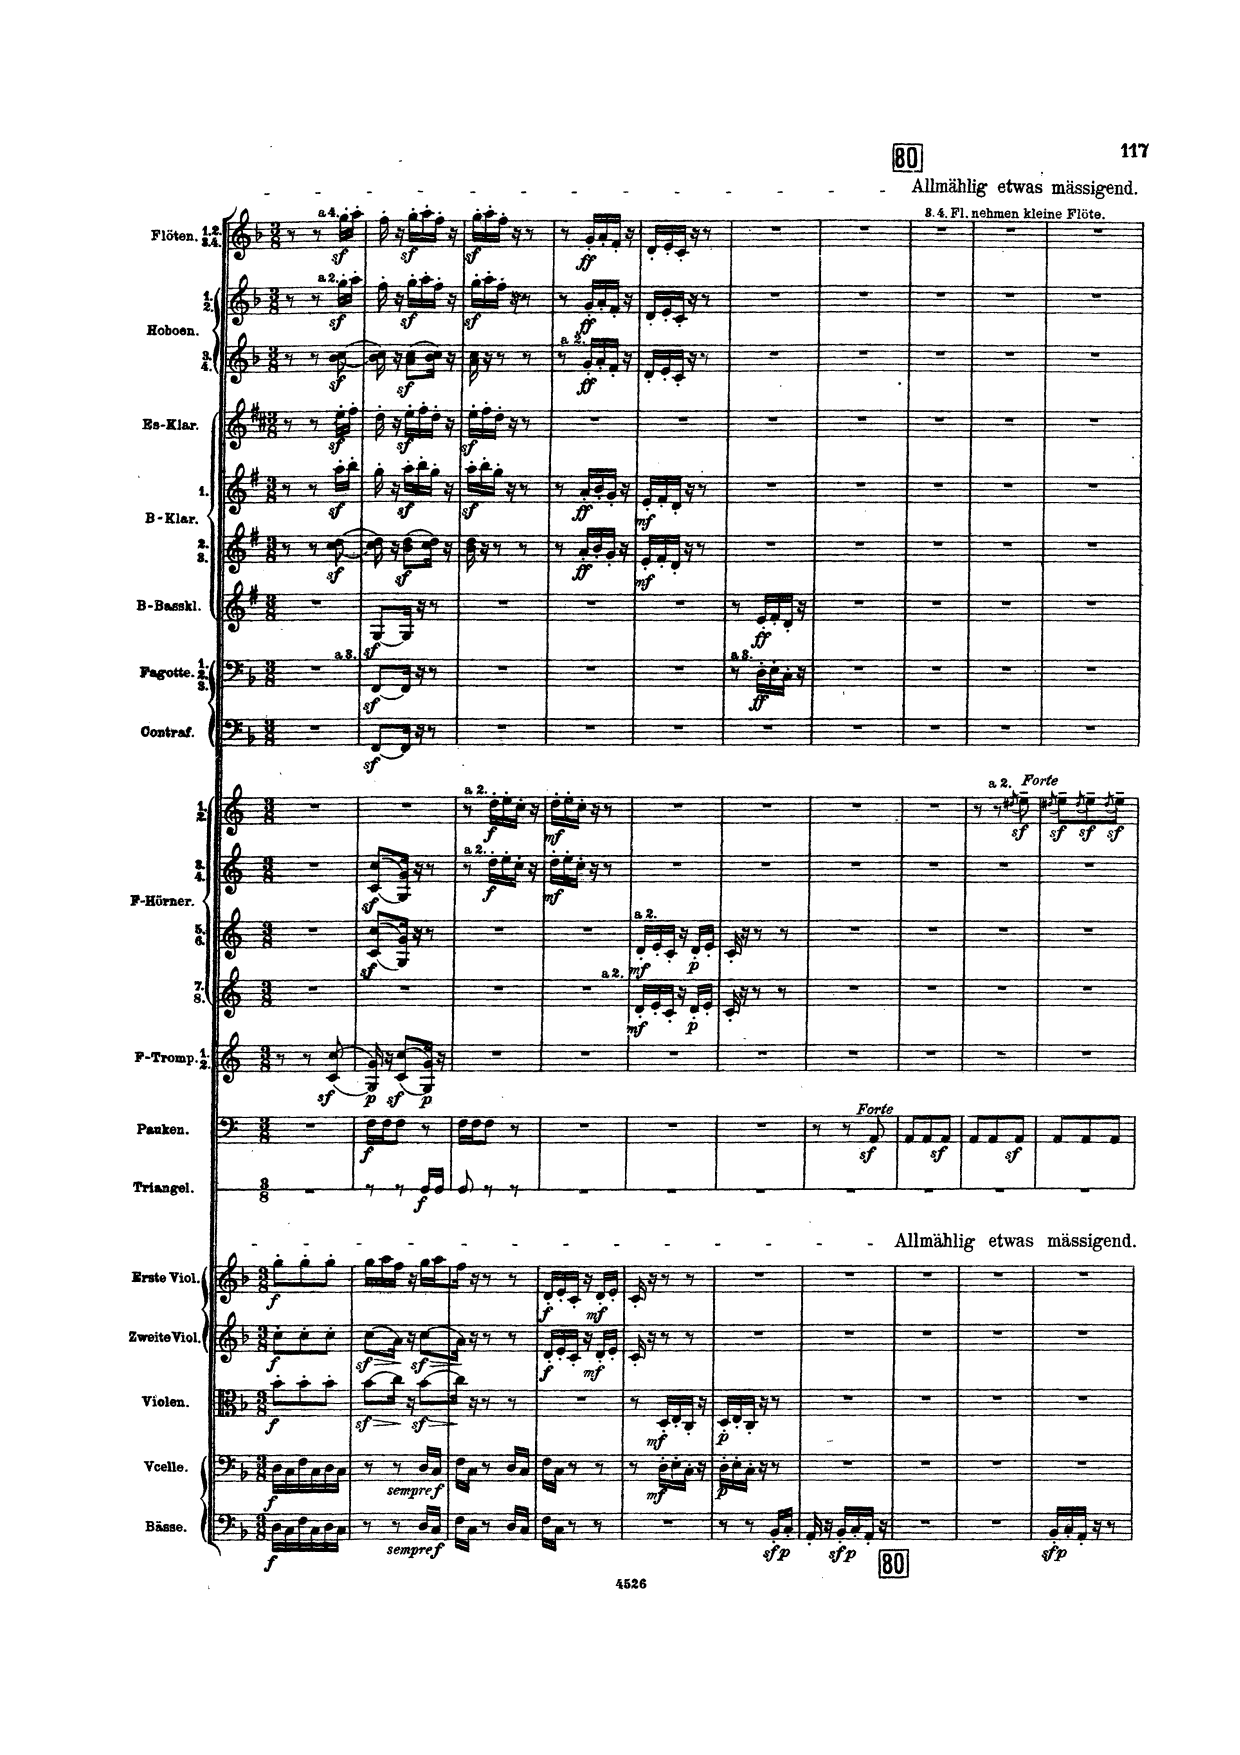 80
117
Allmählig etwas mässigend.
3. 4. Fl. nehmen kleine Flöte.
Flöten. 1.2. 3.4.
a 4.
sf sf sf ff
1. 2.
a 2.
sf sf sf ff
Hoboen.
3. 4.
a 2.
sf sf ff
Es-Klar.
sf sf sf
1.
sf sf sf ff mf
B-Klar.
2. 3.
sf sf ff mf
B-Basskl.
sf ff
Fagotte. 1. 2. 3.
a 3. a 3.
sf ff
Contraf.
sf
1. 2.
a 2. a 2. Forte
f mf sf sf sf sf
3. 4.
a 2.
sf f mf
F-Hörner.
5. 6.
a 2.
sf mf p
7. 8.
a 2.
mf p
F-Tromp. 1. 2.
sf p sf p
Pauken.
Forte
f sf sf sf
Triangel.
f
Allmählig etwas mässigend.
Erste Viol.
f f mf
Zweite Viol.
f sf sf f mf
Violen.
f sf sf mf p
Vcelle.
f sempre f mf p
Bässe.
f sempre f sfp sfp sfp
80
4526